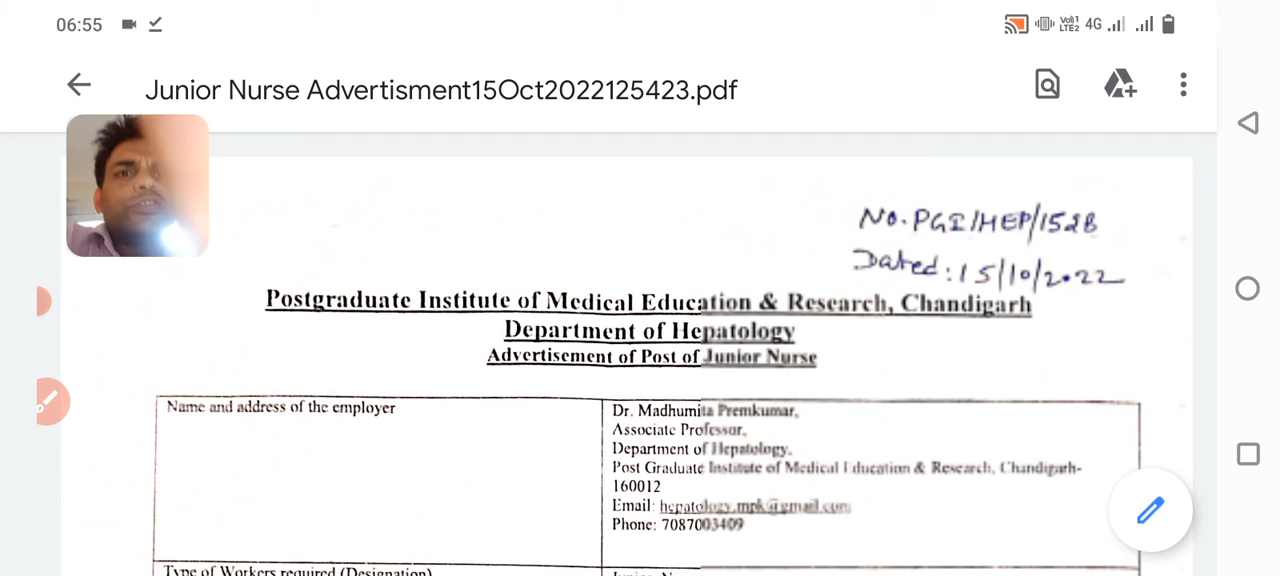 06:55
Vo)) 1
LTE2 4G
Junior Nurse Advertisment15Oct2022125423.pdf
No. PGI/HEP/1528
Dated: 15/10/2022
Postgraduate Institute of Medical Education & Research, Chandigarh
Department of Hepatology
Advertisement of Post of Junior Nurse
Name and address of the employer
Dr. Madhumita Premkumar,
Associate Professor,
Department of Hepatology.
Post Graduate Institute of Medical Education & Research, Chandigarh-
160012
Email: hepatology.mpk@gmail.com
Phone: 7087003409
Type of Workers required (Designation)